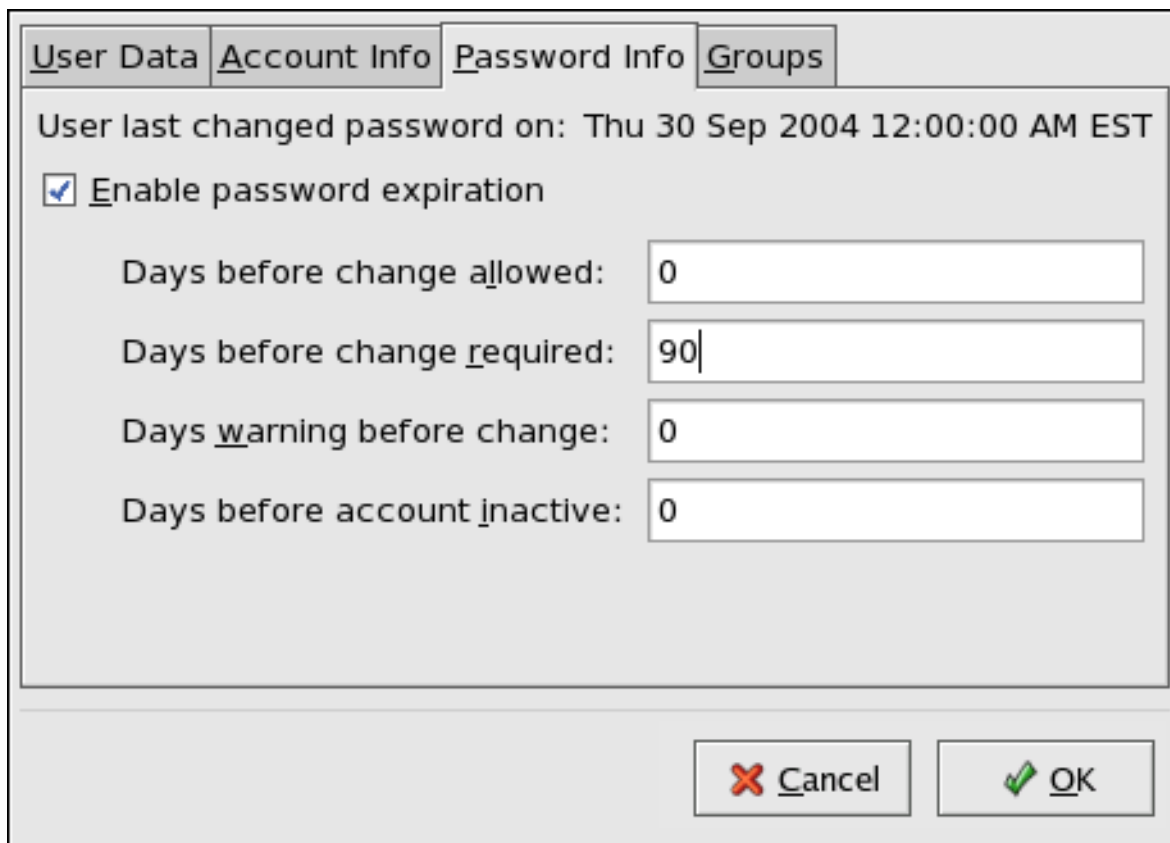 User Data Account Info Password Info Groups
User last changed password on: Thu 30 Sep 2004 12:00:00 AM EST
Enable password expiration
Days before change allowed: 0
Days before change required: 90
Days warning before change: 0
Days before account inactive: 0
Cancel OK